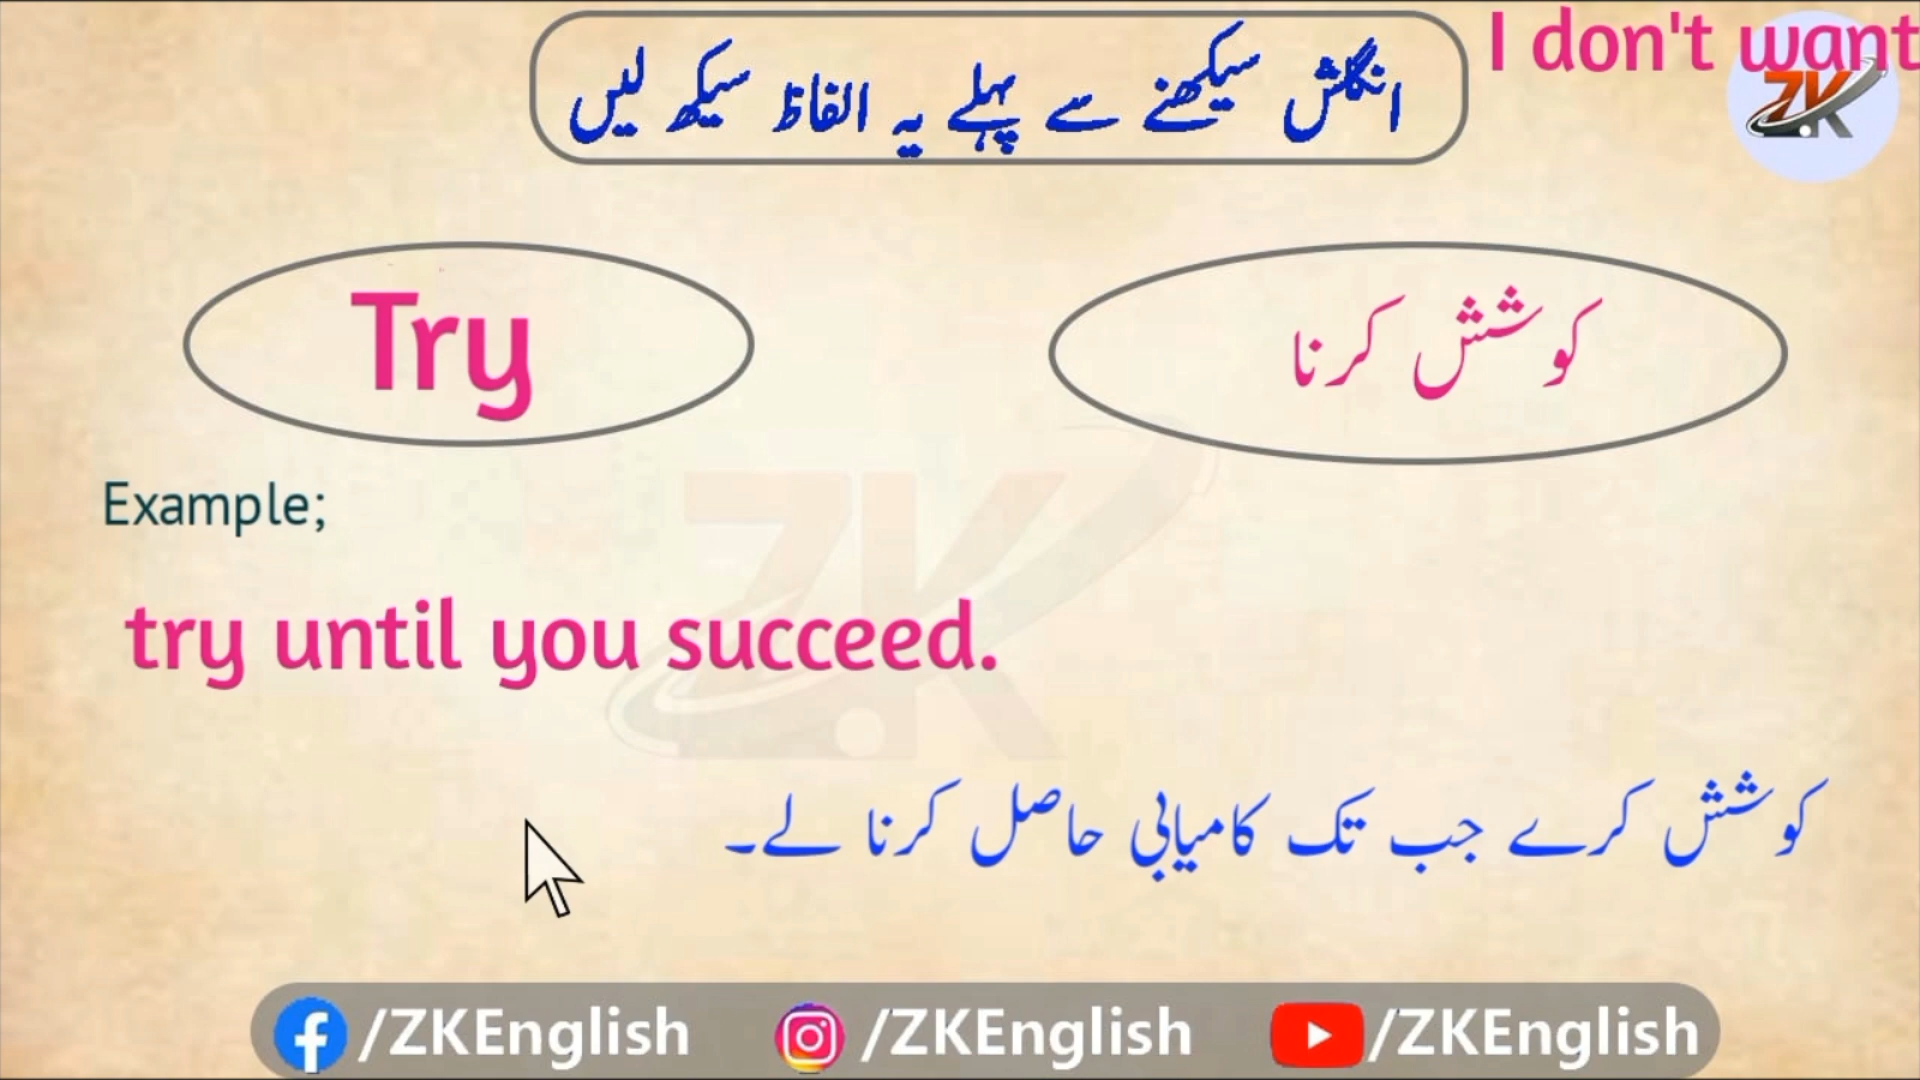 I don't want
انگلش سیکھنے سے پہلے یہ الفاظ سیکھ لیں
ZK
Try
کوشش کرنا
Example;
try until you succeed.
کوشش کرے جب تک کامیابی حاصل کرنا لے۔
/ZKEnglish /ZKEnglish /ZKEnglish